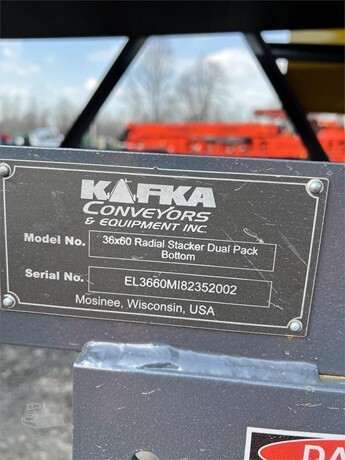 KAFKA
CONVEYORS
& EQUIPMENT INC.
Model No. 36x60 Radial Stacker Dual Pack
Bottom
Serial No. EL3660MI82352002
Mosinee, Wisconsin, USA